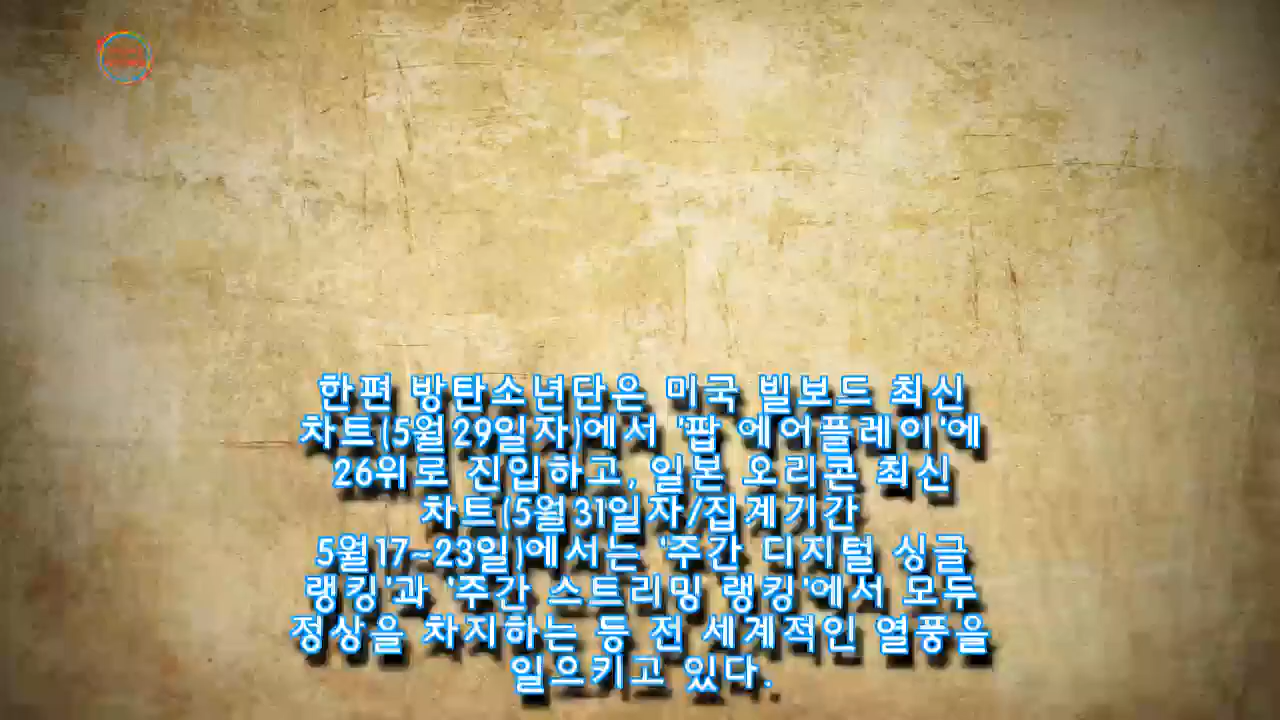 한편 방탄소년단은 미국 빌보드 최신
차트(5월29일자)에서 '팝 에어플레이'에
26위로 진입하고, 일본 오리콘 최신
차트(5월31일자/집계기간
5월17~23일)에서는 '주간 디지털 싱글
랭킹'과 '주간 스트리밍 랭킹'에서 모두
정상을 차지하는 등 전 세계적인 열풍을
일으키고 있다.